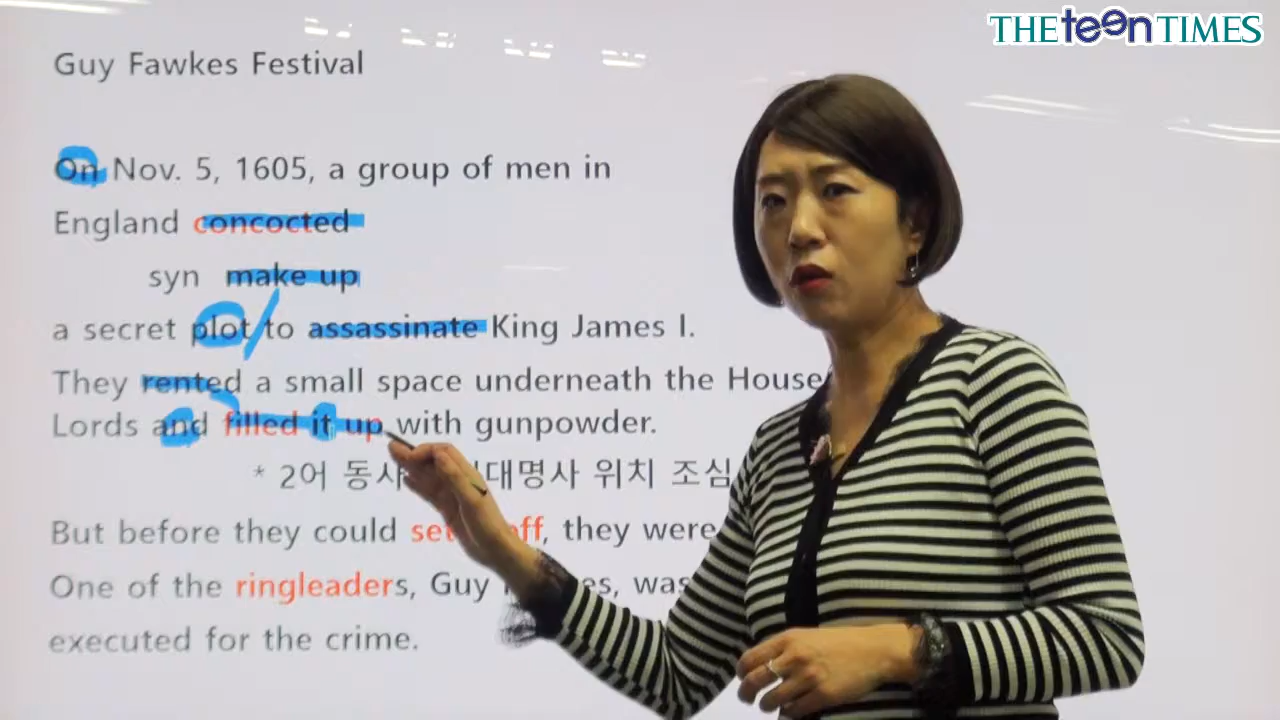 THE teen TIMES
Guy Fawkes Festival
On Nov. 5, 1605, a group of men in
England concocted
syn make up
a secret plot to assassinate King James I.
They rented a small space underneath the House
Lords and filled it up with gunpowder.
* 2어 동사 위치 조심
But before they could set off, they were
One of the ringleaders, Guy was
executed for the crime.